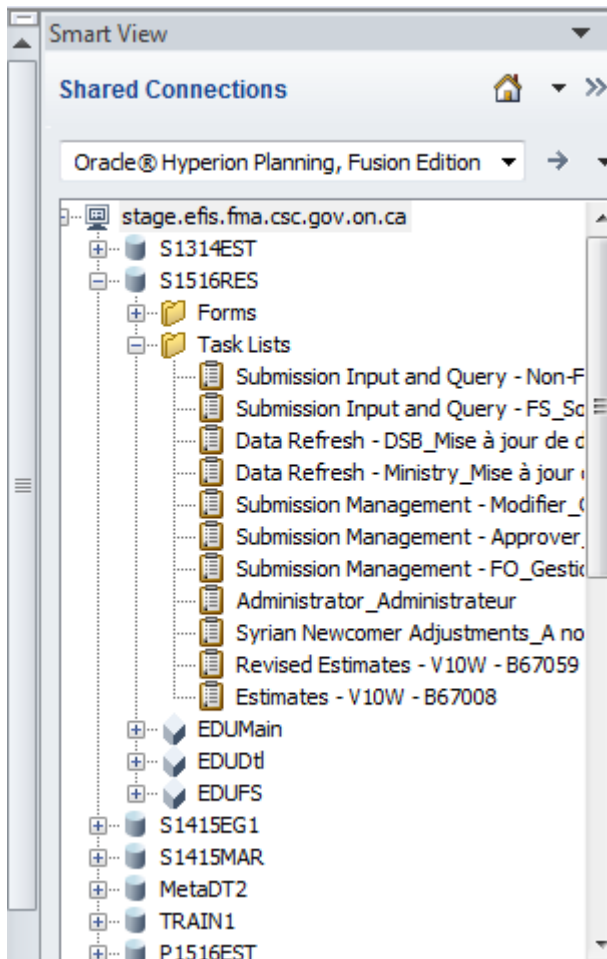 Smart View
Shared Connections
Oracle® Hyperion Planning, Fusion Edition
stage.efis.fma.csc.gov.on.ca
S1314EST
S1516RES
Forms
Task Lists
Submission Input and Query - Non-F
Submission Input and Query - FS_So
Data Refresh - DSB_Mise à jour de d
Data Refresh - Ministry_Mise à jour
Submission Management - Modifier_
Submission Management - Approver_
Submission Management - FO_Gestio
Administrator_Administrateur
Syrian Newcomer Adjustments_A no
Revised Estimates - V10W - B67059
Estimates - V10W - B67008
EDUMain
EDUDtl
EDUFS
S1415EG1
S1415MAR
MetaDT2
TRAIN1
P1516EST